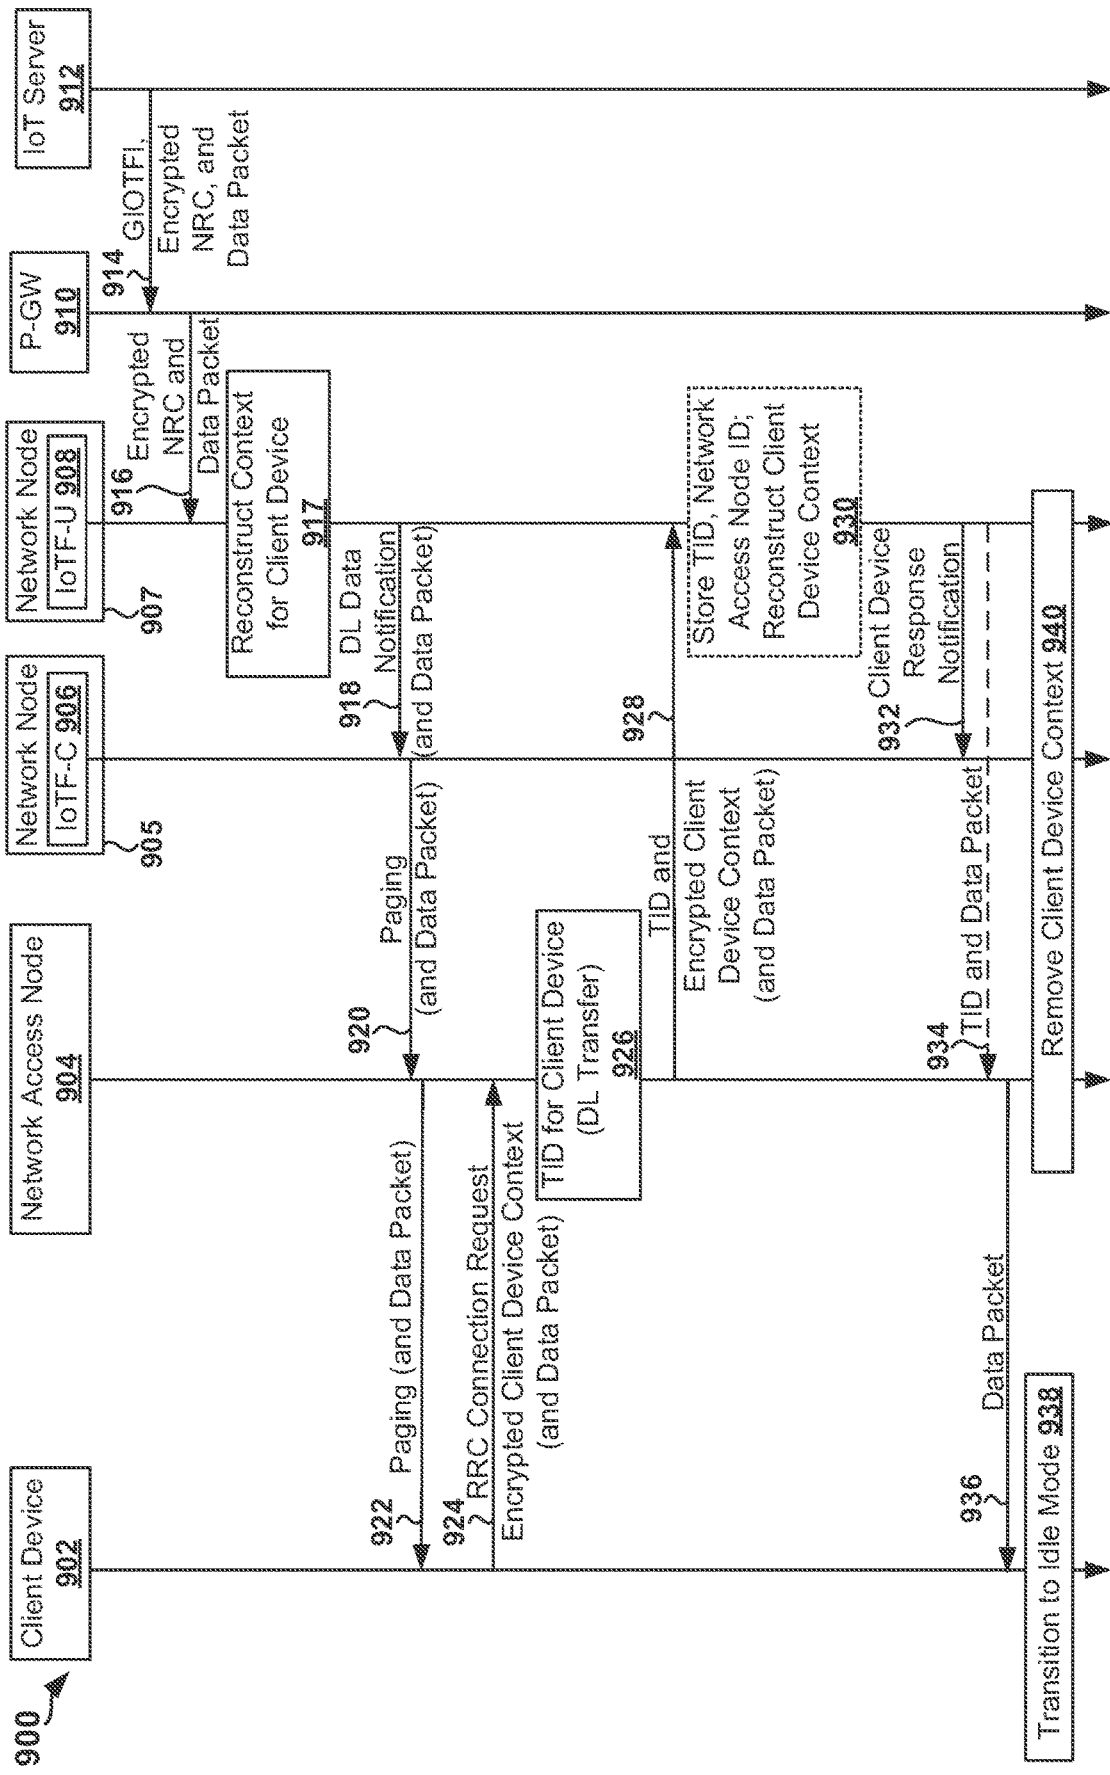 900
Client Device
902
Network Access Node
904
Network Node
IoTF-C 906
905
Network Node
IoTF-U 908
907
P-GW
910
IoT Server
912
914
GIOTFI,
Encrypted
NRC, and
Data Packet
916
Encrypted
NRC and
Data Packet
Reconstruct Context
for Client Device
917
918
DL Data
Notification
(and Data Packet)
920
Paging
(and Data Packet)
922
Paging (and Data Packet)
924
RRC Connection Request
Encrypted Client Device Context
(and Data Packet)
TID for Client Device
(DL Transfer)
926
928
TID and
Encrypted Client
Device Context
(and Data Packet)
Store TID, Network
Access Node ID;
Reconstruct Client
Device Context
930
932
Client Device
Response
Notification
934
TID and Data Packet
936
Data Packet
Transition to Idle Mode 938
Remove Client Device Context 940